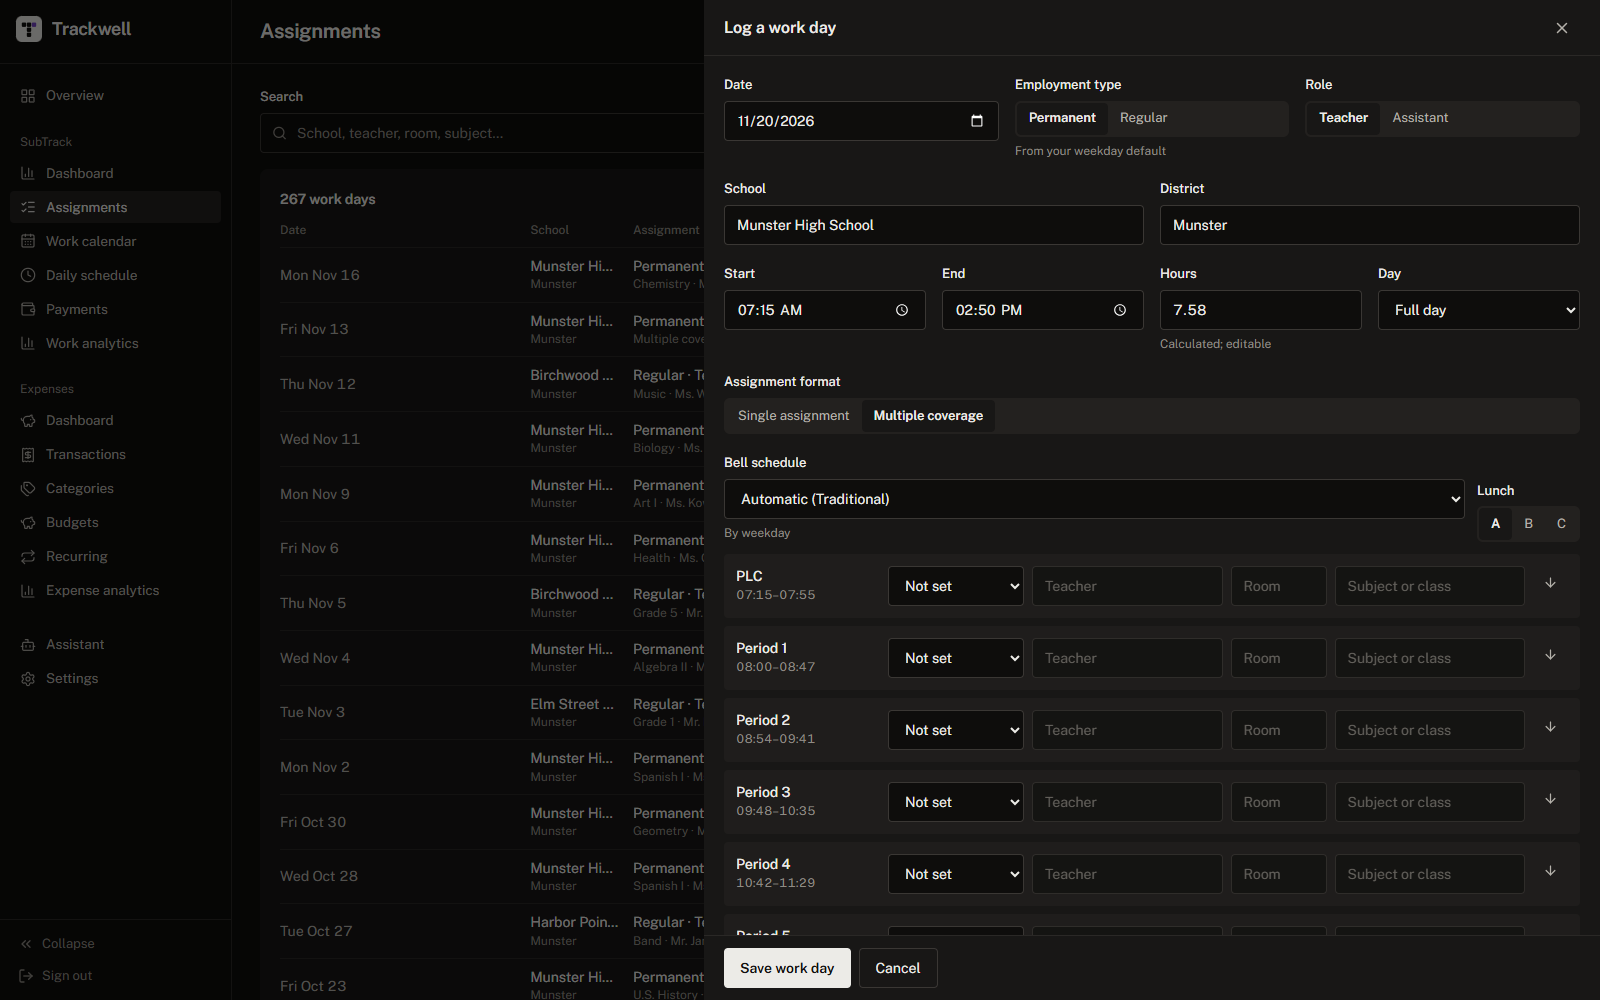 Trackwell
Overview
SubTrack
Dashboard
Assignments
Work calendar
Daily schedule
Payments
Work analytics
Expenses
Dashboard
Transactions
Categories
Budgets
Recurring
Expense analytics
Assistant
Settings
Collapse
Sign out
Assignments
Search
School, teacher, room, subject...
267 work days
Date School Assignment
Mon Nov 16 Munster Hi... Permanent
Munster Chemistry · M
Fri Nov 13 Munster Hi... Permanent
Munster Multiple cove
Thu Nov 12 Birchwood ... Regular · Te
Munster Music · Ms. W
Wed Nov 11 Munster Hi... Permanent
Munster Biology · Ms.
Mon Nov 9 Munster Hi... Permanent
Munster Art I · Ms. Kov
Fri Nov 6 Munster Hi... Permanent
Munster Health · Ms.
Thu Nov 5 Birchwood ... Regular · Te
Munster Grade 5 · Mr.
Wed Nov 4 Munster Hi... Permanent
Munster Algebra II · M
Tue Nov 3 Elm Street ... Regular · Te
Munster Grade 1 · Mr.
Mon Nov 2 Munster Hi... Permanent
Munster Spanish I · M
Fri Oct 30 Munster Hi... Permanent
Munster Geometry · M
Wed Oct 28 Munster Hi... Permanent
Munster Spanish I · M
Tue Oct 27 Harbor Poin... Regular · Te
Munster Band · Mr. Jar
Fri Oct 23 Munster Hi... Permanent
Munster U.S. History ·
Log a work day
Date
11/20/2026
Employment type
Permanent Regular
From your weekday default
Role
Teacher Assistant
School
Munster High School
District
Munster
Start
07:15 AM
End
02:50 PM
Hours
7.58
Calculated; editable
Day
Full day
Assignment format
Single assignment Multiple coverage
Bell schedule
Automatic (Traditional)
By weekday
Lunch
A B C
PLC
07:15–07:55
Not set Teacher Room Subject or class
Period 1
08:00–08:47
Not set Teacher Room Subject or class
Period 2
08:54–09:41
Not set Teacher Room Subject or class
Period 3
09:48–10:35
Not set Teacher Room Subject or class
Period 4
10:42–11:29
Not set Teacher Room Subject or class
Period 5
Save work day Cancel